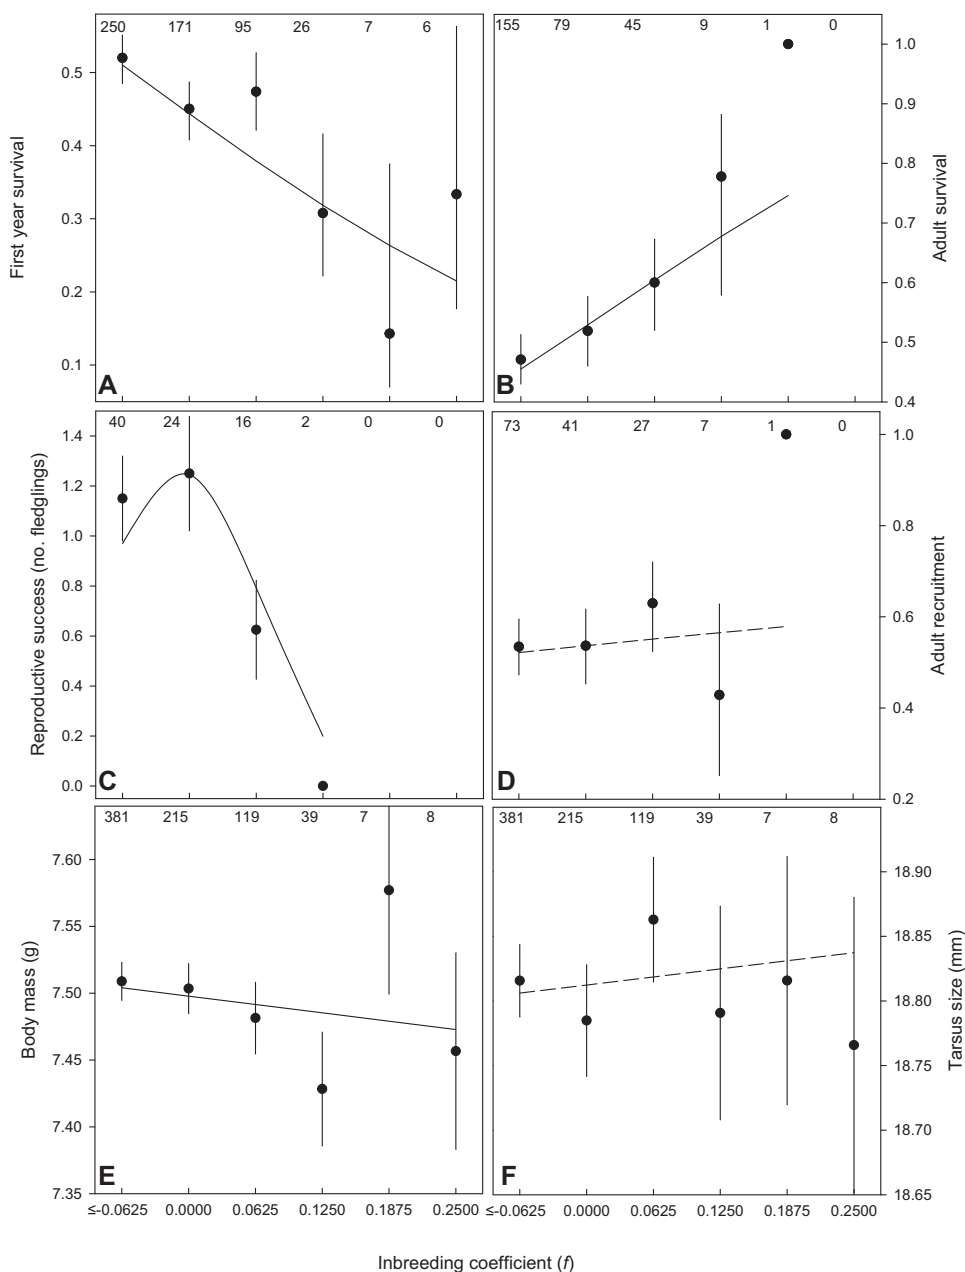 250 171 95 26 7 6
0.5
0.4
0.3
0.2
0.1
First year survival
A
155 79 45 9 1 0
1.0
0.9
0.8
0.7
0.6
0.5
0.4
Adult survival
B
40 24 16 2 0 0
1.4
1.2
1.0
0.8
0.6
0.4
0.2
0.0
Reproductive success (no. fledglings)
C
73 41 27 7 1 0
1.0
0.8
0.6
0.4
0.2
Adult recruitment
D
381 215 119 39 7 8
7.60
7.55
7.50
7.45
7.40
7.35
Body mass (g)
E
381 215 119 39 7 8
18.90
18.85
18.80
18.75
18.70
18.65
Tarsus size (mm)
F
≤-0.0625 0.0000 0.0625 0.1250 0.1875 0.2500
≤-0.0625 0.0000 0.0625 0.1250 0.1875 0.2500
Inbreeding coefficient (f)